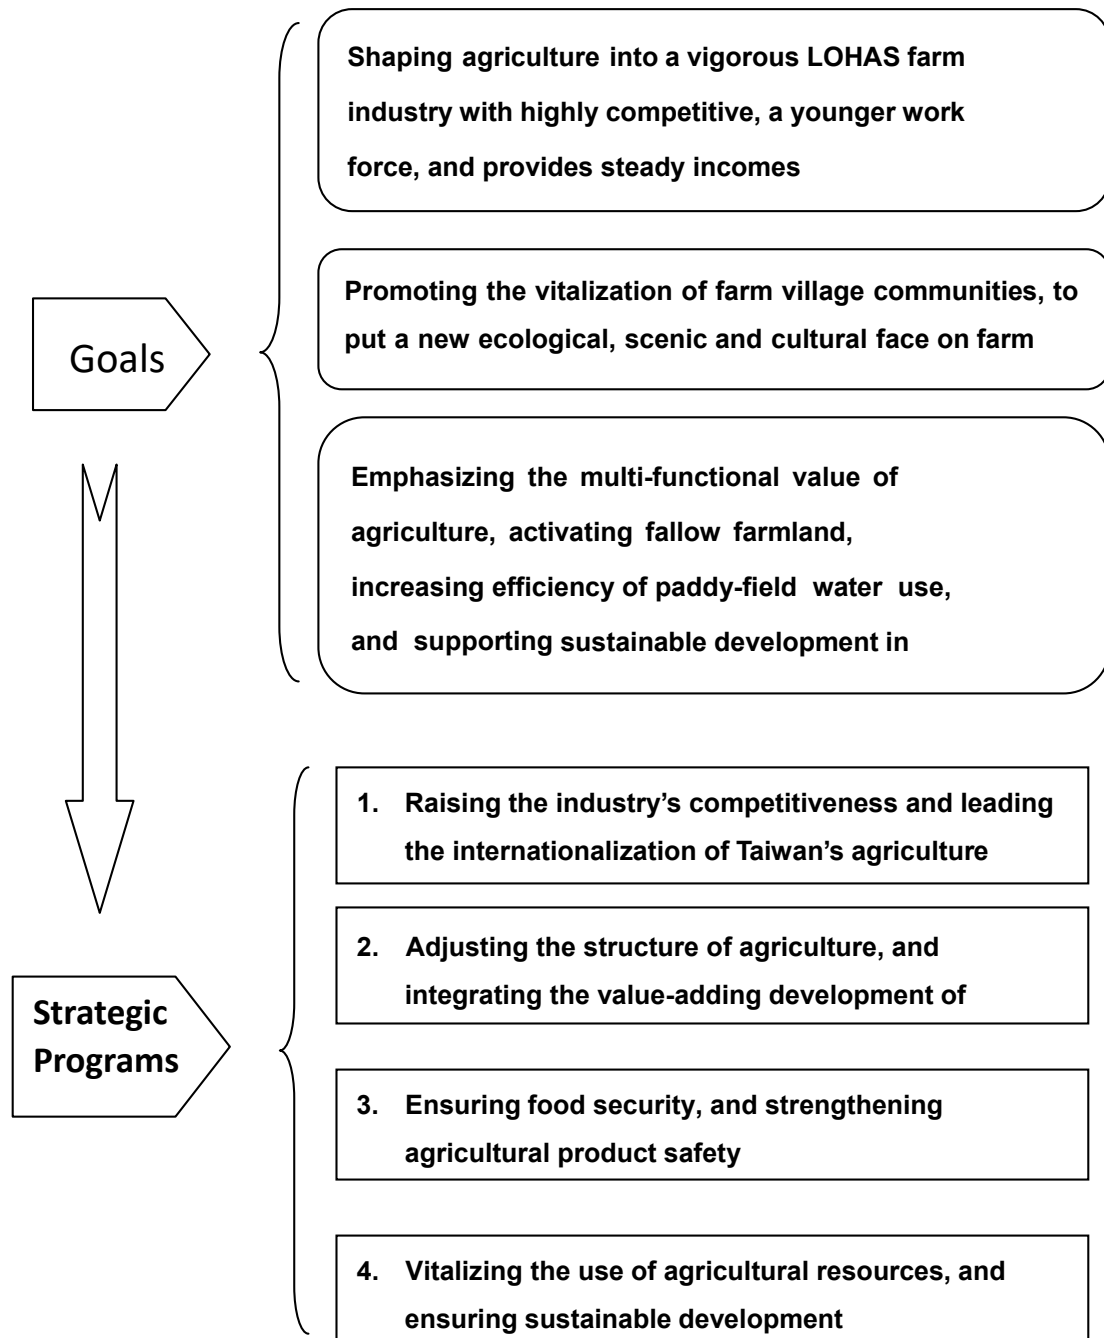 Shaping agriculture into a vigorous LOHAS farm
industry with highly competitive, a younger work
force, and provides steady incomes
Goals
Promoting the vitalization of farm village communities, to
put a new ecological, scenic and cultural face on farm
Emphasizing the multi-functional value of
agriculture, activating fallow farmland,
increasing efficiency of paddy-field water use,
and supporting sustainable development in
Strategic
Programs
1. Raising the industry’s competitiveness and leading
the internationalization of Taiwan’s agriculture
2. Adjusting the structure of agriculture, and
integrating the value-adding development of
3. Ensuring food security, and strengthening
agricultural product safety
4. Vitalizing the use of agricultural resources, and
ensuring sustainable development